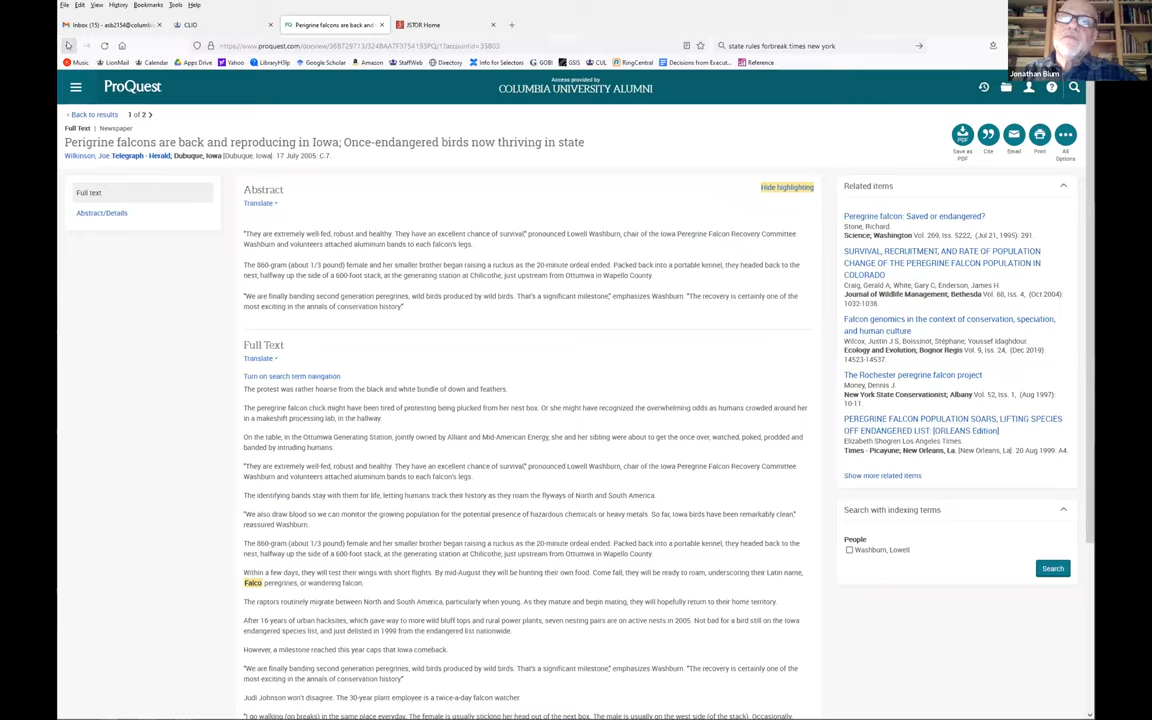 File Edit View History Bookmarks Tools Help
Inbox (15) - asb2154@columbi
CLIO
Peregrine falcons are back and
JSTOR Home
https://www.proquest.com/docview/368729713/324BAA7F3754193PQ/1?accountid=35803
state rules forbreak times new york
Music LionMail Calendar Apps Drive Yahoo LibraryH3lp Google Scholar Amazon StaffWeb Directory Info for Selectors GOBI GSIS CUL RingCentral Decisions from Execut... Reference
Jonathan Blum
ProQuest
Access provided by
COLUMBIA UNIVERSITY ALUMNI
Back to results 1 of 2
Full Text | Newspaper
Perigrine falcons are back and reproducing in Iowa; Once-endangered birds now thriving in state
Wilkinson, Joe. Telegraph - Herald; Dubuque, Iowa [Dubuque, Iowa]. 17 July 2005: C.7.
PDF
Save as
PDF
Cite
Email
Print
All
Options
Full text
Abstract/Details
Abstract
Hide highlighting
Translate
"They are extremely well-fed, robust and healthy. They have an excellent chance of survival," pronounced Lowell Washburn, chair of the Iowa Peregrine Falcon Recovery Committee.
Washburn and volunteers attached aluminum bands to each falcon's legs.
The 860-gram (about 1/3 pound) female and her smaller brother began raising a ruckus as the 20-minute ordeal ended. Packed back into a portable kennel, they headed back to the
nest, halfway up the side of a 600-foot stack, at the generating station at Chilicothe, just upstream from Ottumwa in Wapello County.
"We are finally banding second generation peregrines, wild birds produced by wild birds. That's a significant milestone," emphasizes Washburn. "The recovery is certainly one of the
most exciting in the annals of conservation history."
Full Text
Translate
Turn on search term navigation
The protest was rather hoarse from the black and white bundle of down and feathers.
The peregrine falcon chick might have been tired of protesting being plucked from her nest box. Or she might have recognized the overwhelming odds as humans crowded around her
in a makeshift processing lab, in the hallway.
On the table, in the Ottumwa Generating Station, jointly owned by Alliant and Mid-American Energy, she and her sibling were about to get the once over, watched, poked, prodded and
banded by intruding humans.
"They are extremely well-fed, robust and healthy. They have an excellent chance of survival," pronounced Lowell Washburn, chair of the Iowa Peregrine Falcon Recovery Committee.
Washburn and volunteers attached aluminum bands to each falcon's legs.
The identifying bands stay with them for life, letting humans track their history as they roam the flyways of North and South America.
"We also draw blood so we can monitor the growing population for the potential presence of hazardous chemicals or heavy metals. So far, Iowa birds have been remarkably clean,"
reassured Washburn.
The 860-gram (about 1/3 pound) female and her smaller brother began raising a ruckus as the 20-minute ordeal ended. Packed back into a portable kennel, they headed back to the
nest, halfway up the side of a 600-foot stack, at the generating station at Chilicothe, just upstream from Ottumwa in Wapello County.
Within a few days, they will test their wings with short flights. By mid-August they will be hunting their own food. Come fall, they will be ready to roam, underscoring their Latin name,
Falco peregrines, or wandering falcon.
The raptors routinely migrate between North and South America, particularly when young. As they mature and begin mating, they will hopefully return to their home territory.
After 16 years of urban hacksites, which gave way to more wild bluff tops and rural power plants, seven nesting pairs are on active nests in 2005. Not bad for a bird still on the Iowa
endangered species list, and just delisted in 1999 from the endangered list nationwide.
However, a milestone reached this year caps that Iowa comeback.
"We are finally banding second generation peregrines, wild birds produced by wild birds. That's a significant milestone," emphasizes Washburn. "The recovery is certainly one of the
most exciting in the annals of conservation history."
Judi Johnson won't disagree. The 30-year plant employee is a twice-a-day falcon watcher
"I go walking (on breaks) in the same place everyday. The female is usually sticking her head out of the next box. The male is usually on the west side (of the stack). Occasionally,
Related items
Peregrine falcon: Saved or endangered?
Stone, Richard.
Science; Washington Vol. 269, Iss. 5222, (Jul 21, 1995): 291.
SURVIVAL, RECRUITMENT, AND RATE OF POPULATION
CHANGE OF THE PEREGRINE FALCON POPULATION IN
COLORADO
Craig, Gerald A; White, Gary C; Enderson, James H.
Journal of Wildlife Management; Bethesda Vol. 68, Iss. 4, (Oct 2004):
1032-1038.
Falcon genomics in the context of conservation, speciation,
and human culture
Wilcox, Justin J S; Boissinot, Stéphane; Youssef Idaghdour.
Ecology and Evolution; Bognor Regis Vol. 9, Iss. 24, (Dec 2019):
14523-14537.
The Rochester peregrine falcon project
Money, Dennis J.
New York State Conservationist; Albany Vol. 52, Iss. 1, (Aug 1997):
10-11.
PEREGRINE FALCON POPULATION SOARS, LIFTING SPECIES
OFF ENDANGERED LIST: [ORLEANS Edition]
Elizabeth Shogren Los Angeles Times.
Times - Picayune; New Orleans, La. [New Orleans, La]. 20 Aug 1999: A4.
Show more related items
Search with indexing terms
People
Washburn, Lowell
Search